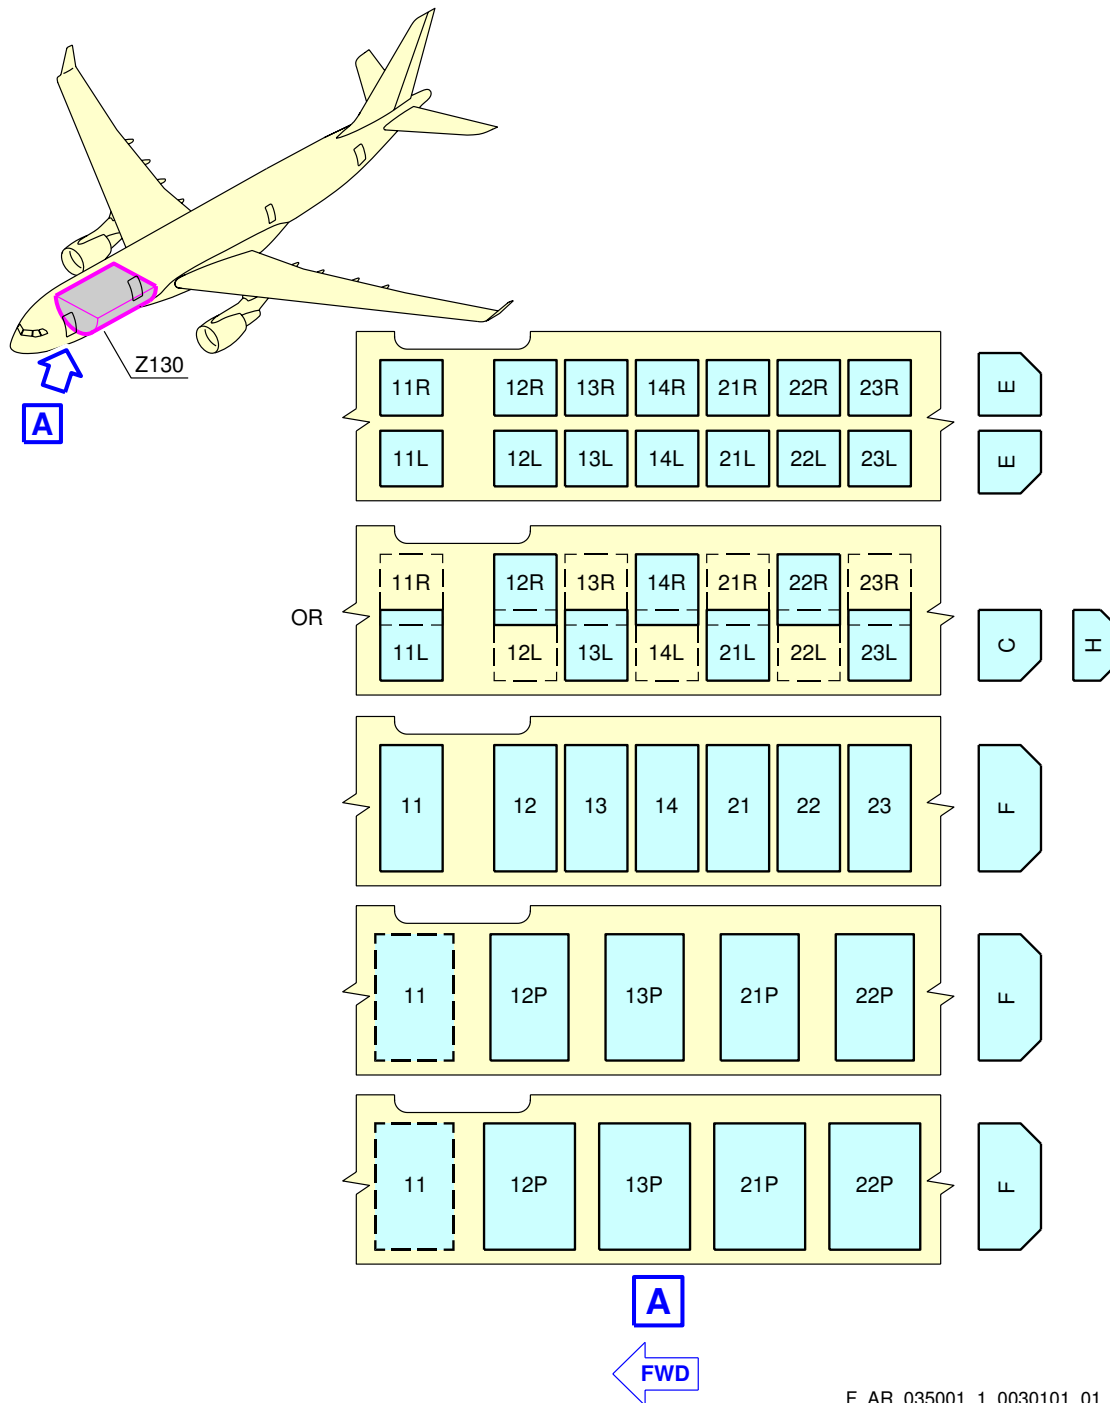 Z130
A
11R 12R 13R 14R 21R 22R 23R E
11L 12L 13L 14L 21L 22L 23L E
11R 12R 13R 14R 21R 22R 23R
OR
11L 12L 13L 14L 21L 22L 23L C H
11 12 13 14 21 22 23 F
11 12P 13P 21P 22P F
11 12P 13P 21P 22P F
A
FWD
F_AR_035001_1_0030101_01